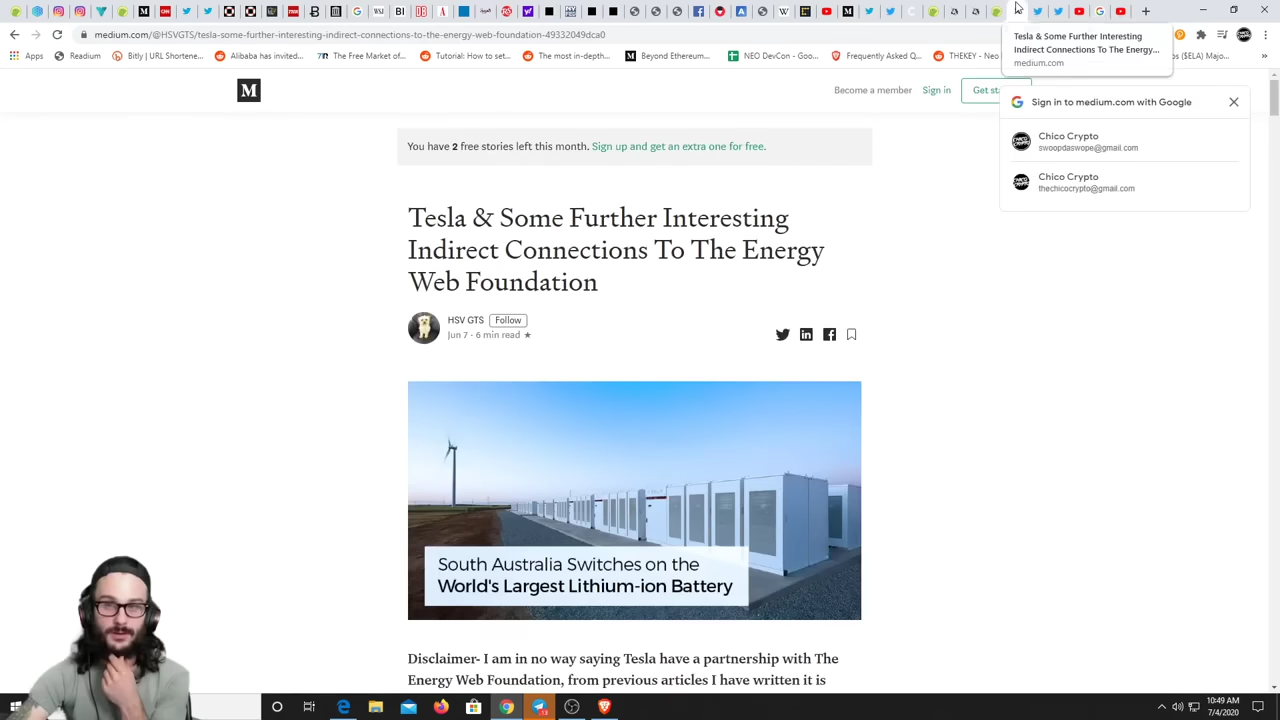 medium.com/@HSVGTS/tesla-some-further-interesting-indirect-connections-to-the-energy-web-foundation-49332049dca0
Tesla & Some Further Interesting
Indirect Connections To The Energy...
medium.com
Apps
Readium
Bitly | URL Shortene...
Alibaba has invited...
The Free Market of...
Tutorial: How to set...
The most in-depth...
Beyond Ethereum...
NEO DevCon - Goo...
Frequently Asked Q...
THEKEY – Neo
($ELA) Majo...
»
M
Become a member
Sign in
Get st
Sign in to medium.com with Google
Chico Crypto
swoopdaswope@gmail.com
Chico Crypto
thechicocrypto@gmail.com
You have 2 free stories left this month. Sign up and get an extra one for free.
Tesla & Some Further Interesting
Indirect Connections To The Energy
Web Foundation
HSV GTS Follow
Jun 7 · 6 min read ★
South Australia Switches on the
World's Largest Lithium-ion Battery
Disclaimer- I am in no way saying Tesla have a partnership with The
Energy Web Foundation, from previous articles I have written it is
10:49 AM
7/4/2020